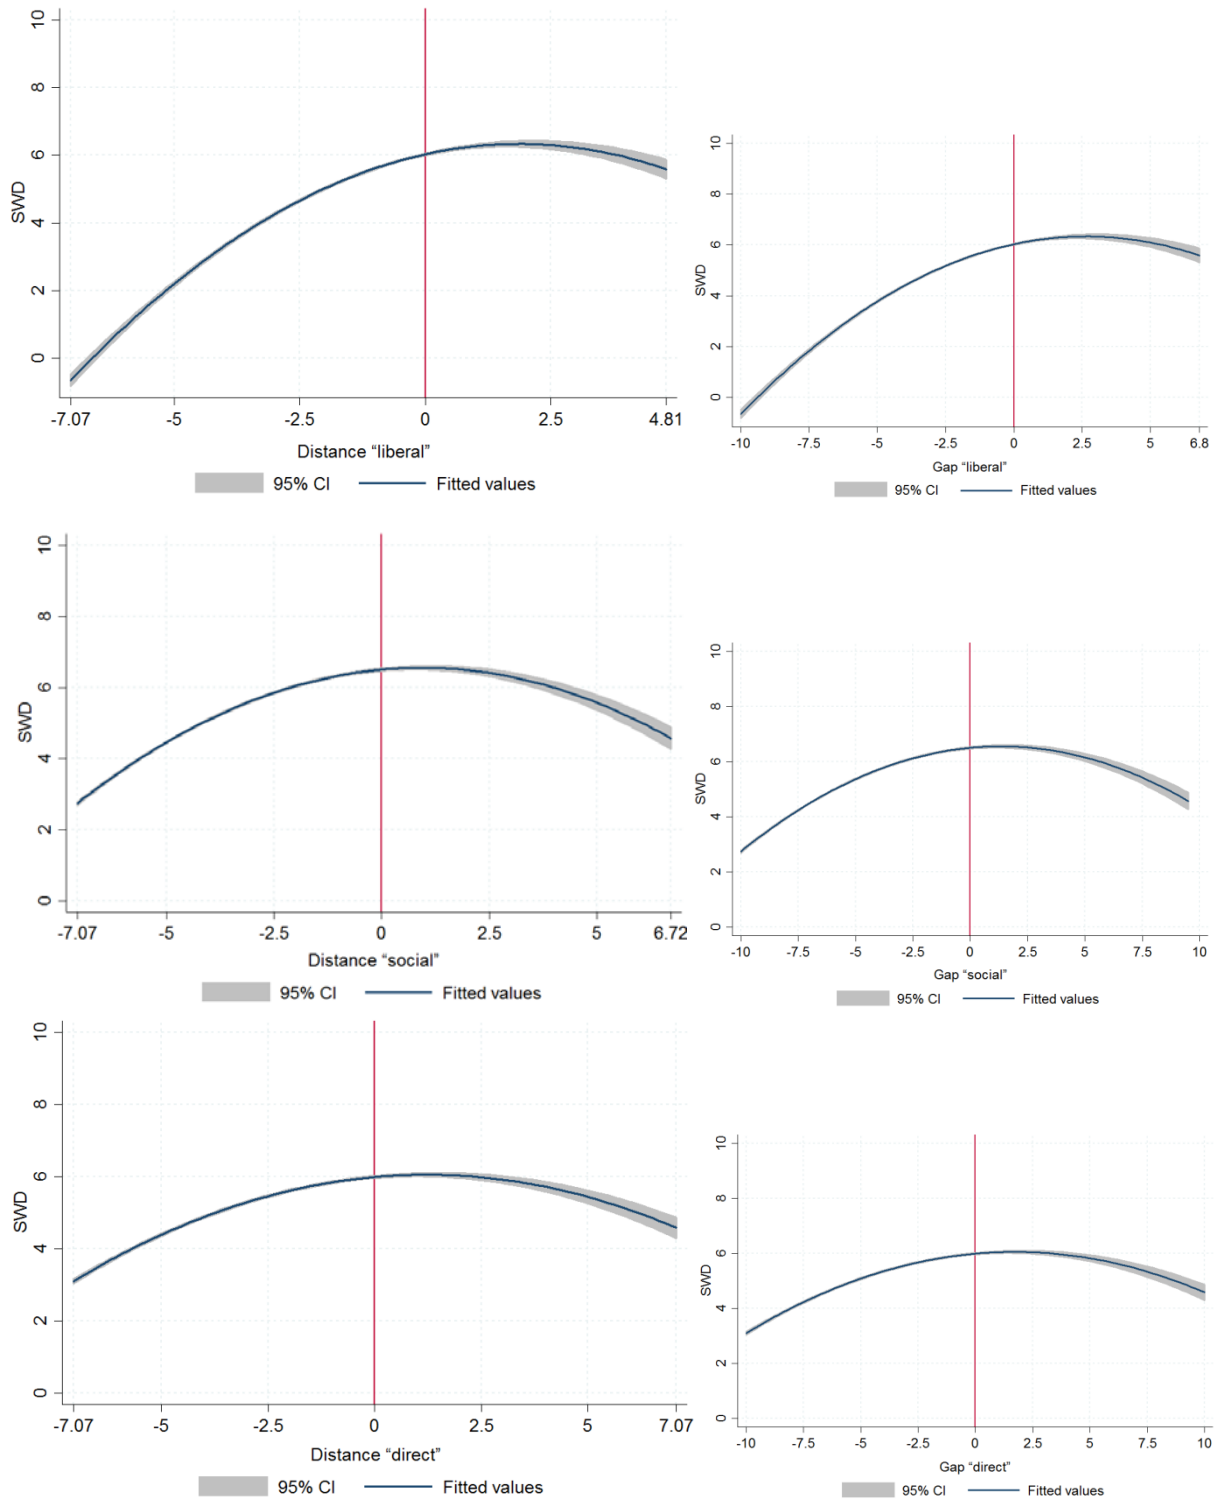 10
8
6
4
2
0
SWD
-7.07 -5 -2.5 0 2.5 4.81
Distance “liberal”
95% CI Fitted values
10
8
6
4
2
0
SWD
-10 -7.5 -5 -2.5 0 2.5 5 6.8
Gap “liberal”
95% CI Fitted values
10
8
6
4
2
0
SWD
-7.07 -5 -2.5 0 2.5 5 6.72
Distance “social”
95% CI Fitted values
10
8
6
4
2
0
SWD
-10 -7.5 -5 -2.5 0 2.5 5 7.5 10
Gap “social”
95% CI Fitted values
10
8
6
4
2
0
SWD
-7.07 -5 -2.5 0 2.5 5 7.07
Distance “direct”
95% CI Fitted values
10
8
6
4
2
0
SWD
-10 -7.5 -5 -2.5 0 2.5 5 7.5 10
Gap “direct”
95% CI Fitted values